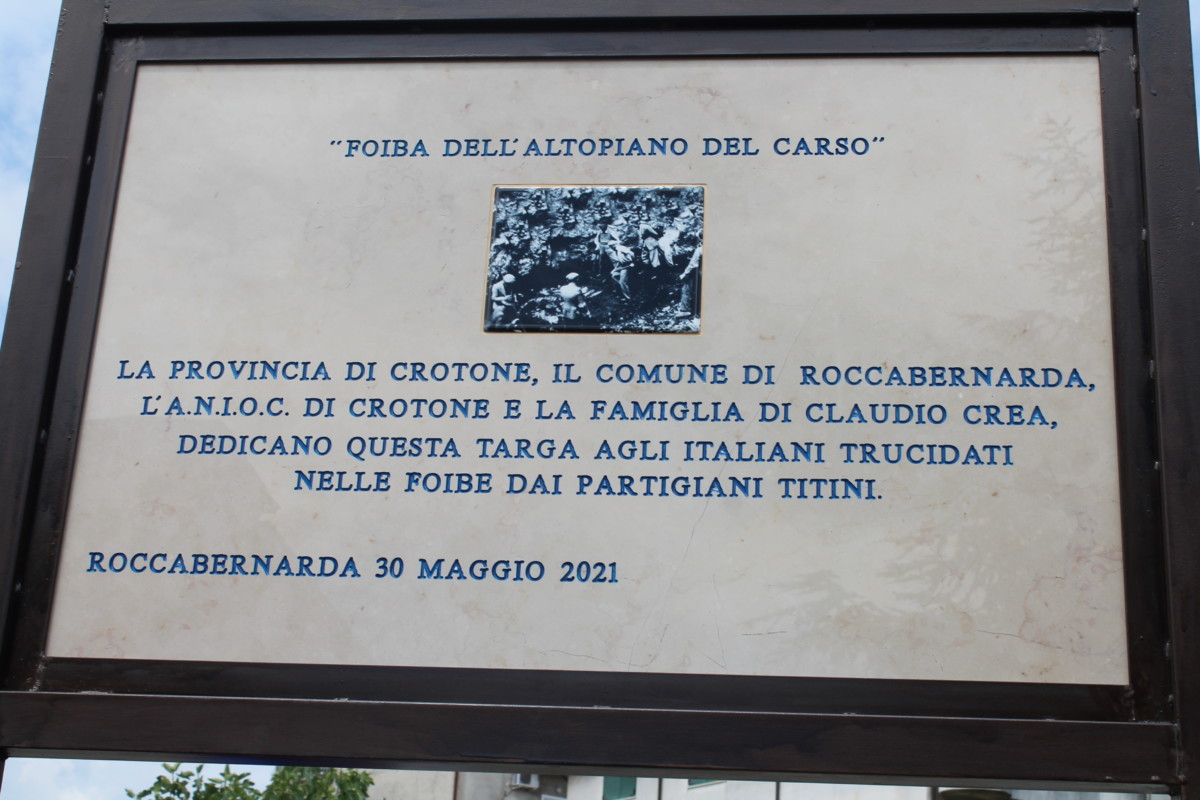 "FOIBA DELL'ALTOPIANO DEL CARSO"
LA PROVINCIA DI CROTONE, IL COMUNE DI ROCCABERNARDA,
L'A.N.I.O.C. DI CROTONE E LA FAMIGLIA DI CLAUDIO CREA,
DEDICANO QUESTA TARGA AGLI ITALIANI TRUCIDATI
NELLE FOIBE DAI PARTIGIANI TITINI.
ROCCABERNARDA 30 MAGGIO 2021